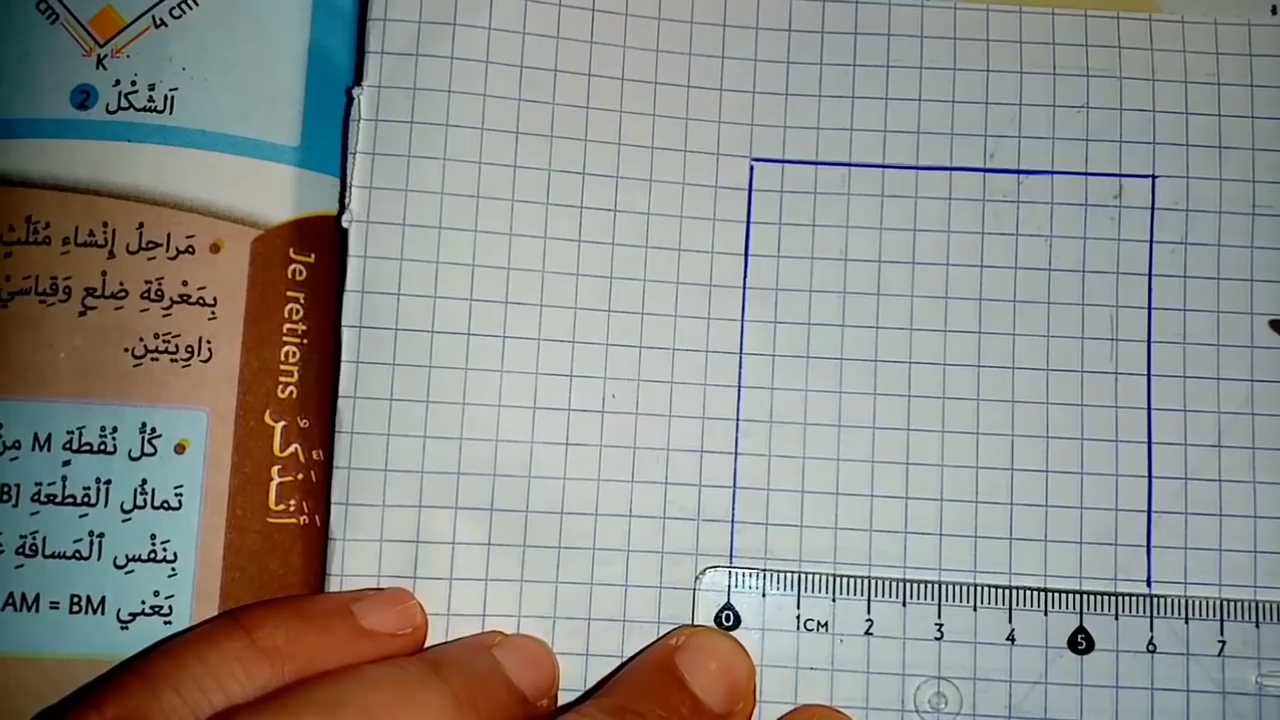 cm
4 cm
K
اَلشَّكْلُ 2
مَراحِلُ إِنْشاءِ مُثَلَّثٍ
بِمَعْرِفَةِ ضِلْعٍ وَقِياسَيْ
زاوِيَتَيْنِ.
Je retiens أَتَذَكَّرُ
كُلُّ نُقْطَةٍ M
تَماثُلِ ٱلْقِطْعَةِ [B
بِنَفْسِ ٱلْمَسافَةِ
يَعْني AM = BM
0 1CM 2 3 4 5 6 7